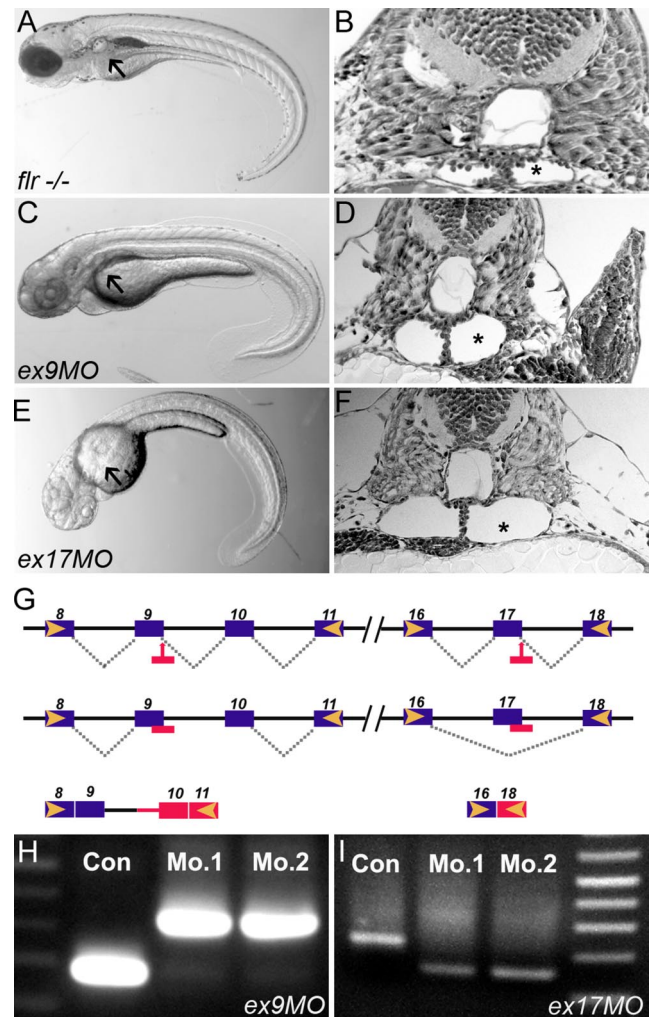 A
B
flr -/-
*
C
D
ex9MO
*
E
F
ex17MO
*
G
8 9 10 11 // 16 17 18
8 9 10 11 // 16 17 18
8 9 10 11 16 18
H
Con Mo.1 Mo.2
ex9MO
I
Con Mo.1 Mo.2
ex17MO